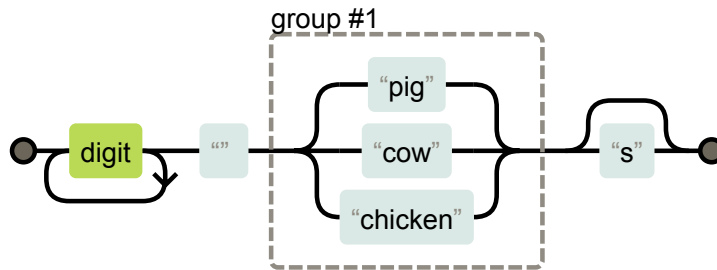 group #1
“pig”
digit
“ ”
“cow”
“s”
“chicken”